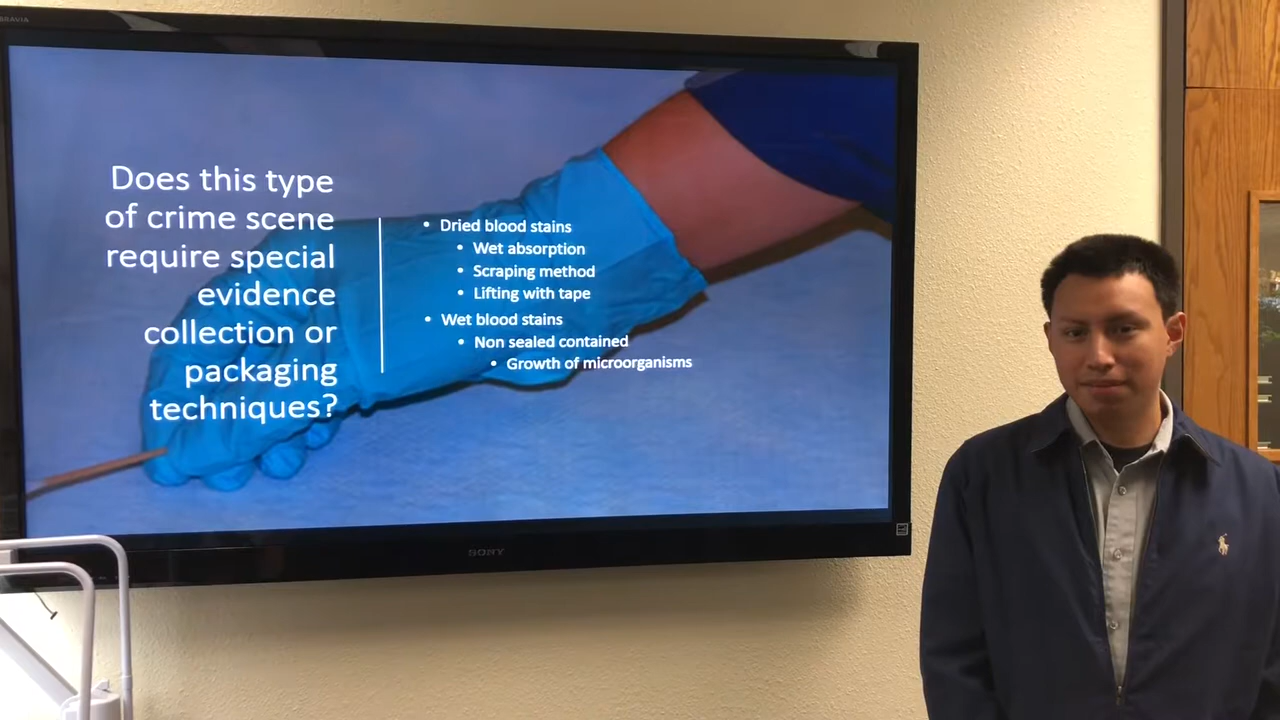 BRAVIA
Does this type
of crime scene
require special
evidence
collection or
packaging
techniques?
• Dried blood stains
• Wet absorption
• Scraping method
• Lifting with tape
• Wet blood stains
• Non sealed contained
• Growth of microorganisms
SONY